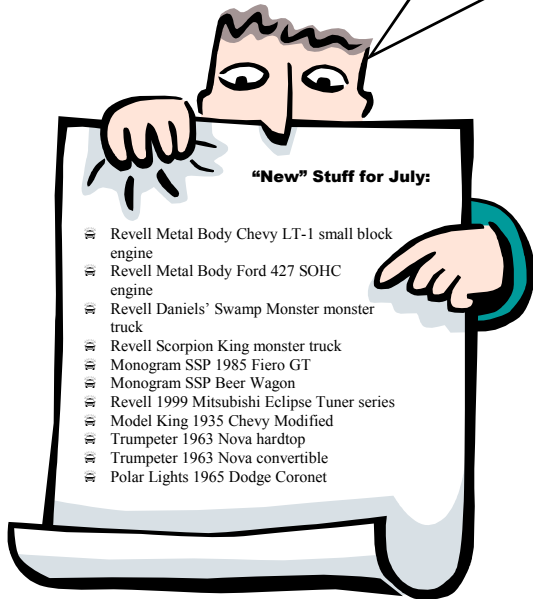 “New” Stuff for July:
Revell Metal Body Chevy LT-1 small block
engine
Revell Metal Body Ford 427 SOHC
engine
Revell Daniels’ Swamp Monster monster
truck
Revell Scorpion King monster truck
Monogram SSP 1985 Fiero GT
Monogram SSP Beer Wagon
Revell 1999 Mitsubishi Eclipse Tuner series
Model King 1935 Chevy Modified
Trumpeter 1963 Nova hardtop
Trumpeter 1963 Nova convertible
Polar Lights 1965 Dodge Coronet